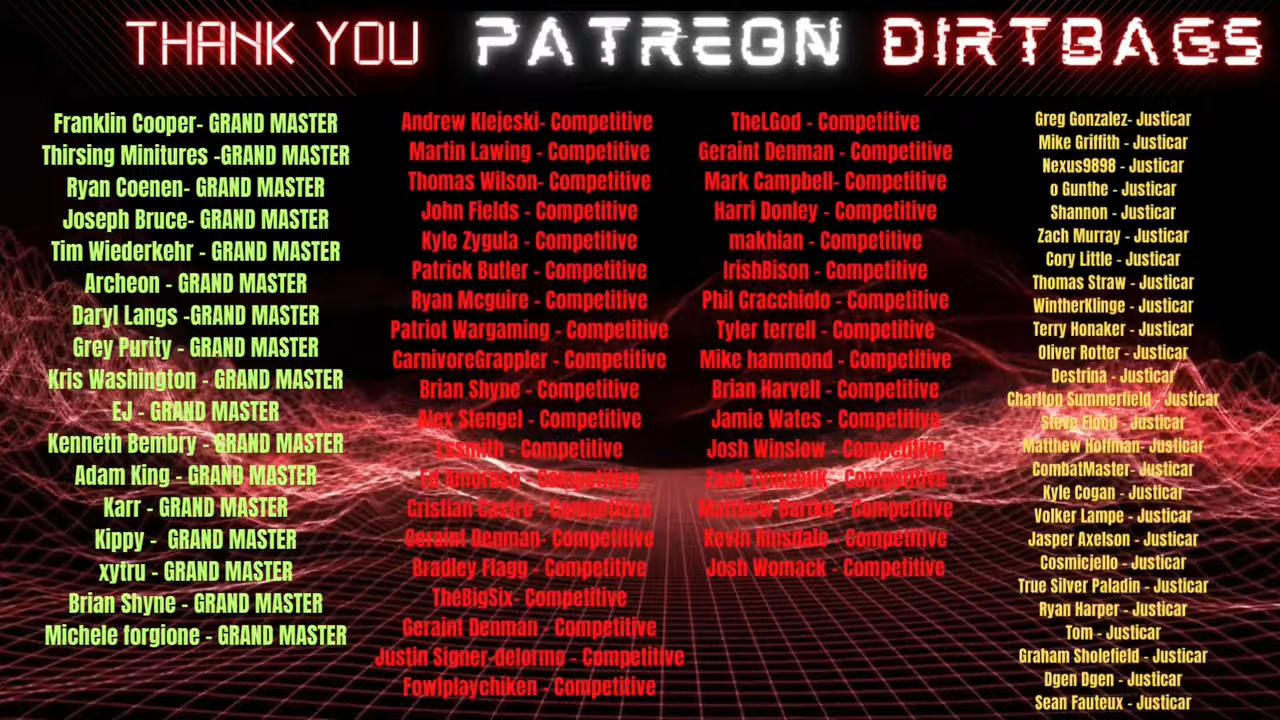 THANK YOU PATREON DIRTBAGS
Franklin Cooper- GRAND MASTER
Thirsing Minitures -GRAND MASTER
Ryan Coenen- GRAND MASTER
Joseph Bruce- GRAND MASTER
Tim Wiederkehr - GRAND MASTER
Archeon - GRAND MASTER
Daryl Langs -GRAND MASTER
Grey Purity - GRAND MASTER
Kris Washington - GRAND MASTER
EJ - GRAND MASTER
Kenneth Bembry - GRAND MASTER
Adam King - GRAND MASTER
Karr - GRAND MASTER
Kippy - GRAND MASTER
xytru - GRAND MASTER
Brian Shyne - GRAND MASTER
Michele forgione - GRAND MASTER
Andrew Klejeski- Competitive
Martin Lawing - Competitive
Thomas Wilson- Competitive
John Fields - Competitive
Kyle Zygula - Competitive
Patrick Butler - Competitive
Ryan Mcguire - Competitive
Patriot Wargaming - Competitive
CarnivoreGrappler - Competitive
Brian Shyne - Competitive
Alex Stengel - Competitive
- Competitive
Ed Amoroso - Competitive
Cristian Castro - Competitive
Geraint Denman- Competitive
Bradley Flagg - Competitive
TheBigSix- Competitive
Geraint Denman - Competitive
Justin Signer-delorme - Competitive
Fowlplaychiken - Competitive
TheLGod - Competitive
Geraint Denman - Competitive
Mark Campbell- Competitive
Harri Donley - Competitive
makhian - Competitive
IrishBison - Competitive
Phil Cracchiolo - Competitive
Tyler terrell - Competitive
Mike hammond - Competitive
Brian Harvell - Competitive
Jamie Wates - Competitive
Josh Winslow - Competitive
Zack Tymchuk - Competitive
Matthew Bartko - Competitive
Kevin Hinsdale - Competitive
Josh Womack - Competitive
Greg Gonzalez- Justicar
Mike Griffith - Justicar
Nexus9898 - Justicar
o Gunthe - Justicar
Shannon - Justicar
Zach Murray - Justicar
Cory Little - Justicar
Thomas Straw - Justicar
WintherKlinge - Justicar
Terry Honaker - Justicar
Oliver Rotter - Justicar
Destrina - Justicar
Charlton Summerfield - Justicar
Steve Flood - Justicar
Matthew Hoffman- Justicar
CombatMaster- Justicar
Kyle Cogan - Justicar
Volker Lampe - Justicar
Jasper Axelson - Justicar
Cosmicjello - Justicar
True Silver Paladin - Justicar
Ryan Harper - Justicar
Tom - Justicar
Graham Sholefield - Justicar
Dgen Dgen - Justicar
Sean Fauteux - Justicar